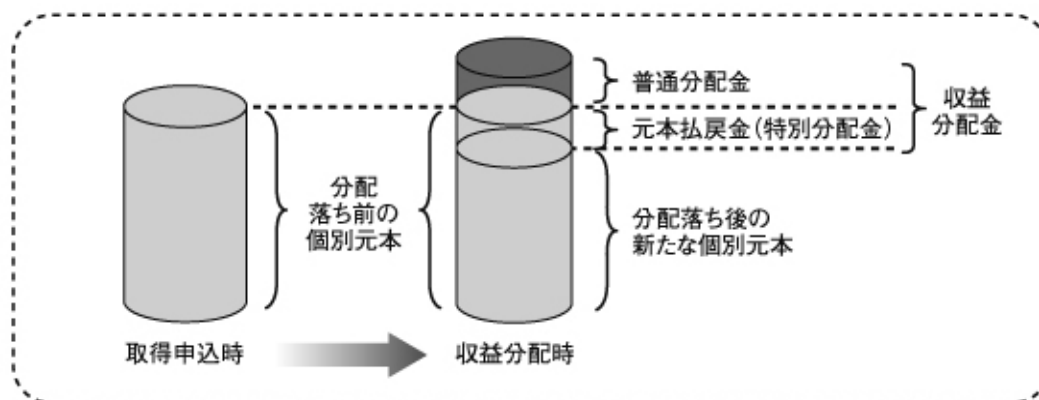 普通分配金
収益
分配金
元本払戻金(特別分配金)
分配
落ち前の
個別元本
分配落ち後の
新たな個別元本
取得申込時
収益分配時